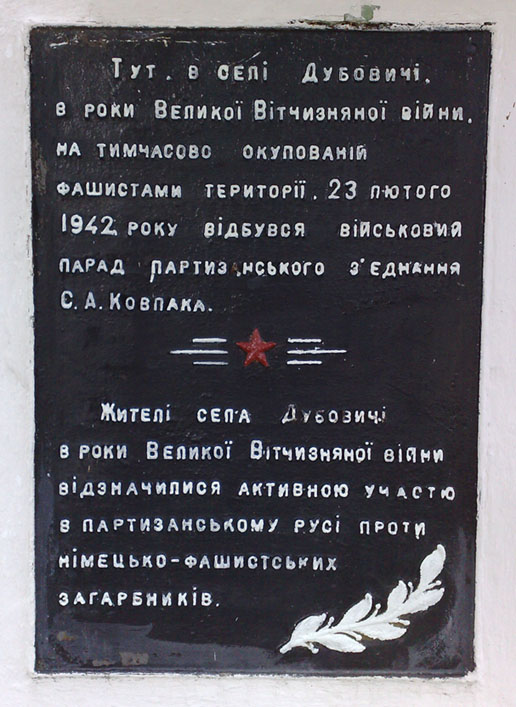 Тут, в селі Дубовичі,
в роки Великої Вітчизняної війни,
на тимчасово окупованій
фашистами території, 23 лютого
1942 року відбувся військовий
парад партизанського з'єднання
С.А.Ковпака.
Жителі села Дубовичі
в роки Великої Вітчизняної війни
відзначилися активною участю
в партизанському русі проти
німецько-фашистських
загарбників.